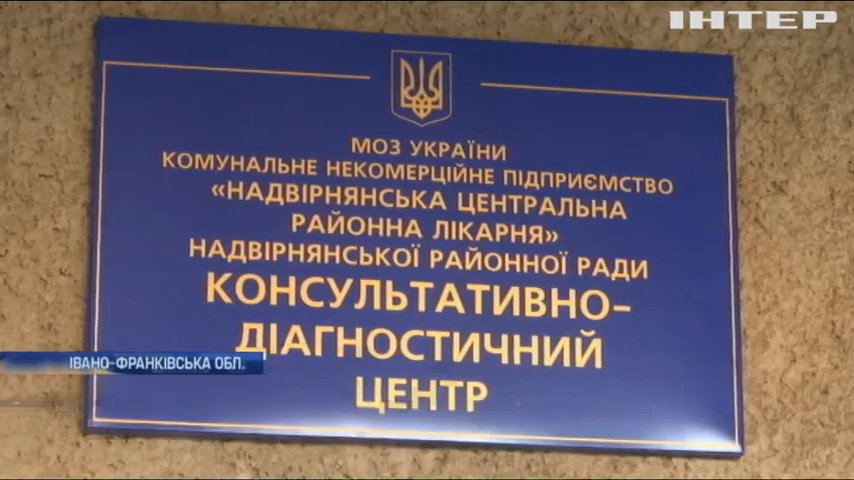 ІНТЕР
МОЗ УКРАЇНИ
КОМУНАЛЬНЕ НЕКОМЕРЦІЙНЕ ПІДПРИЄМСТВО
«НАДВІРНЯНСЬКА ЦЕНТРАЛЬНА
РАЙОННА ЛІКАРНЯ»
НАДВІРНЯНСЬКОЇ РАЙОННОЇ РАДИ
КОНСУЛЬТАТИВНО-
ДІАГНОСТИЧНИЙ
ЦЕНТР
ІВАНО-ФРАНКІВСЬКА ОБЛ.